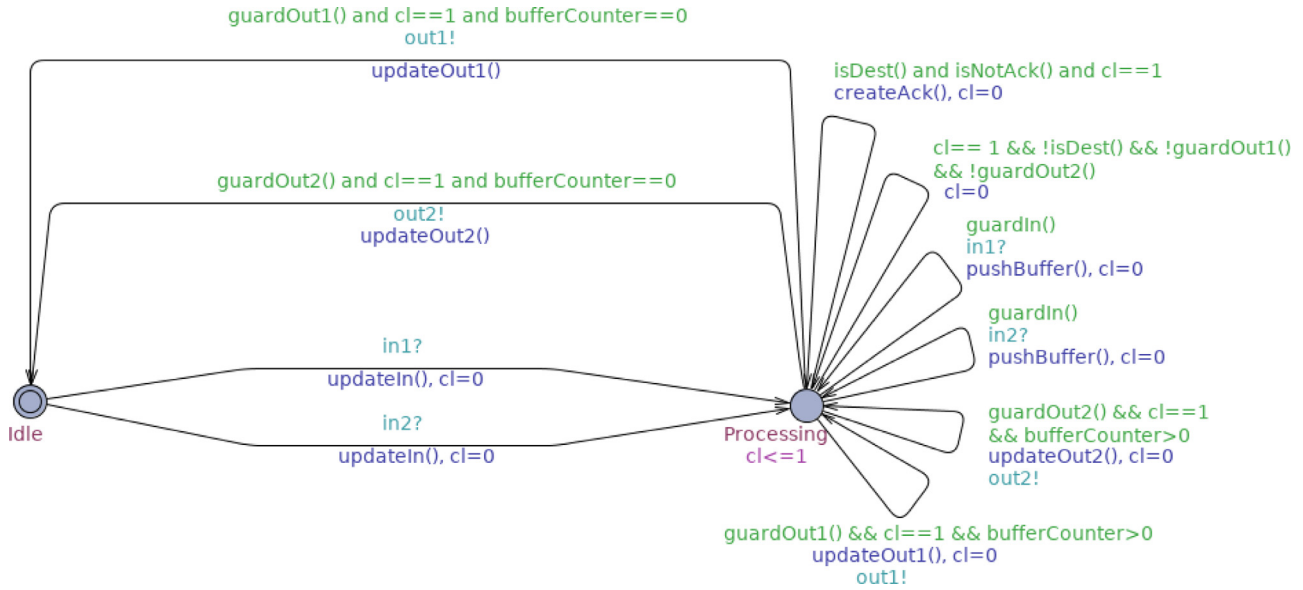 guardOut1() and cl==1 and bufferCounter==0
out1!
updateOut1()
isDest() and isNotAck() and cl==1
createAck(), cl=0
cl== 1 && !isDest() && !guardOut1()
&& !guardOut2()
cl=0
guardOut2() and cl==1 and bufferCounter==0
out2!
updateOut2()
guardIn()
in1?
pushBuffer(), cl=0
guardIn()
in2?
pushBuffer(), cl=0
in1?
updateIn(), cl=0
in2?
updateIn(), cl=0
Idle
Processing
cl<=1
guardOut2() && cl==1
&& bufferCounter>0
updateOut2(), cl=0
out2!
guardOut1() && cl==1 && bufferCounter>0
updateOut1(), cl=0
out1!